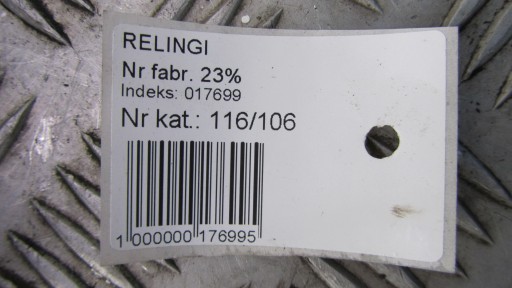 RELINGI
Nr fabr. 23%
Indeks: 017699
Nr kat.: 116/106
1 000000 176995